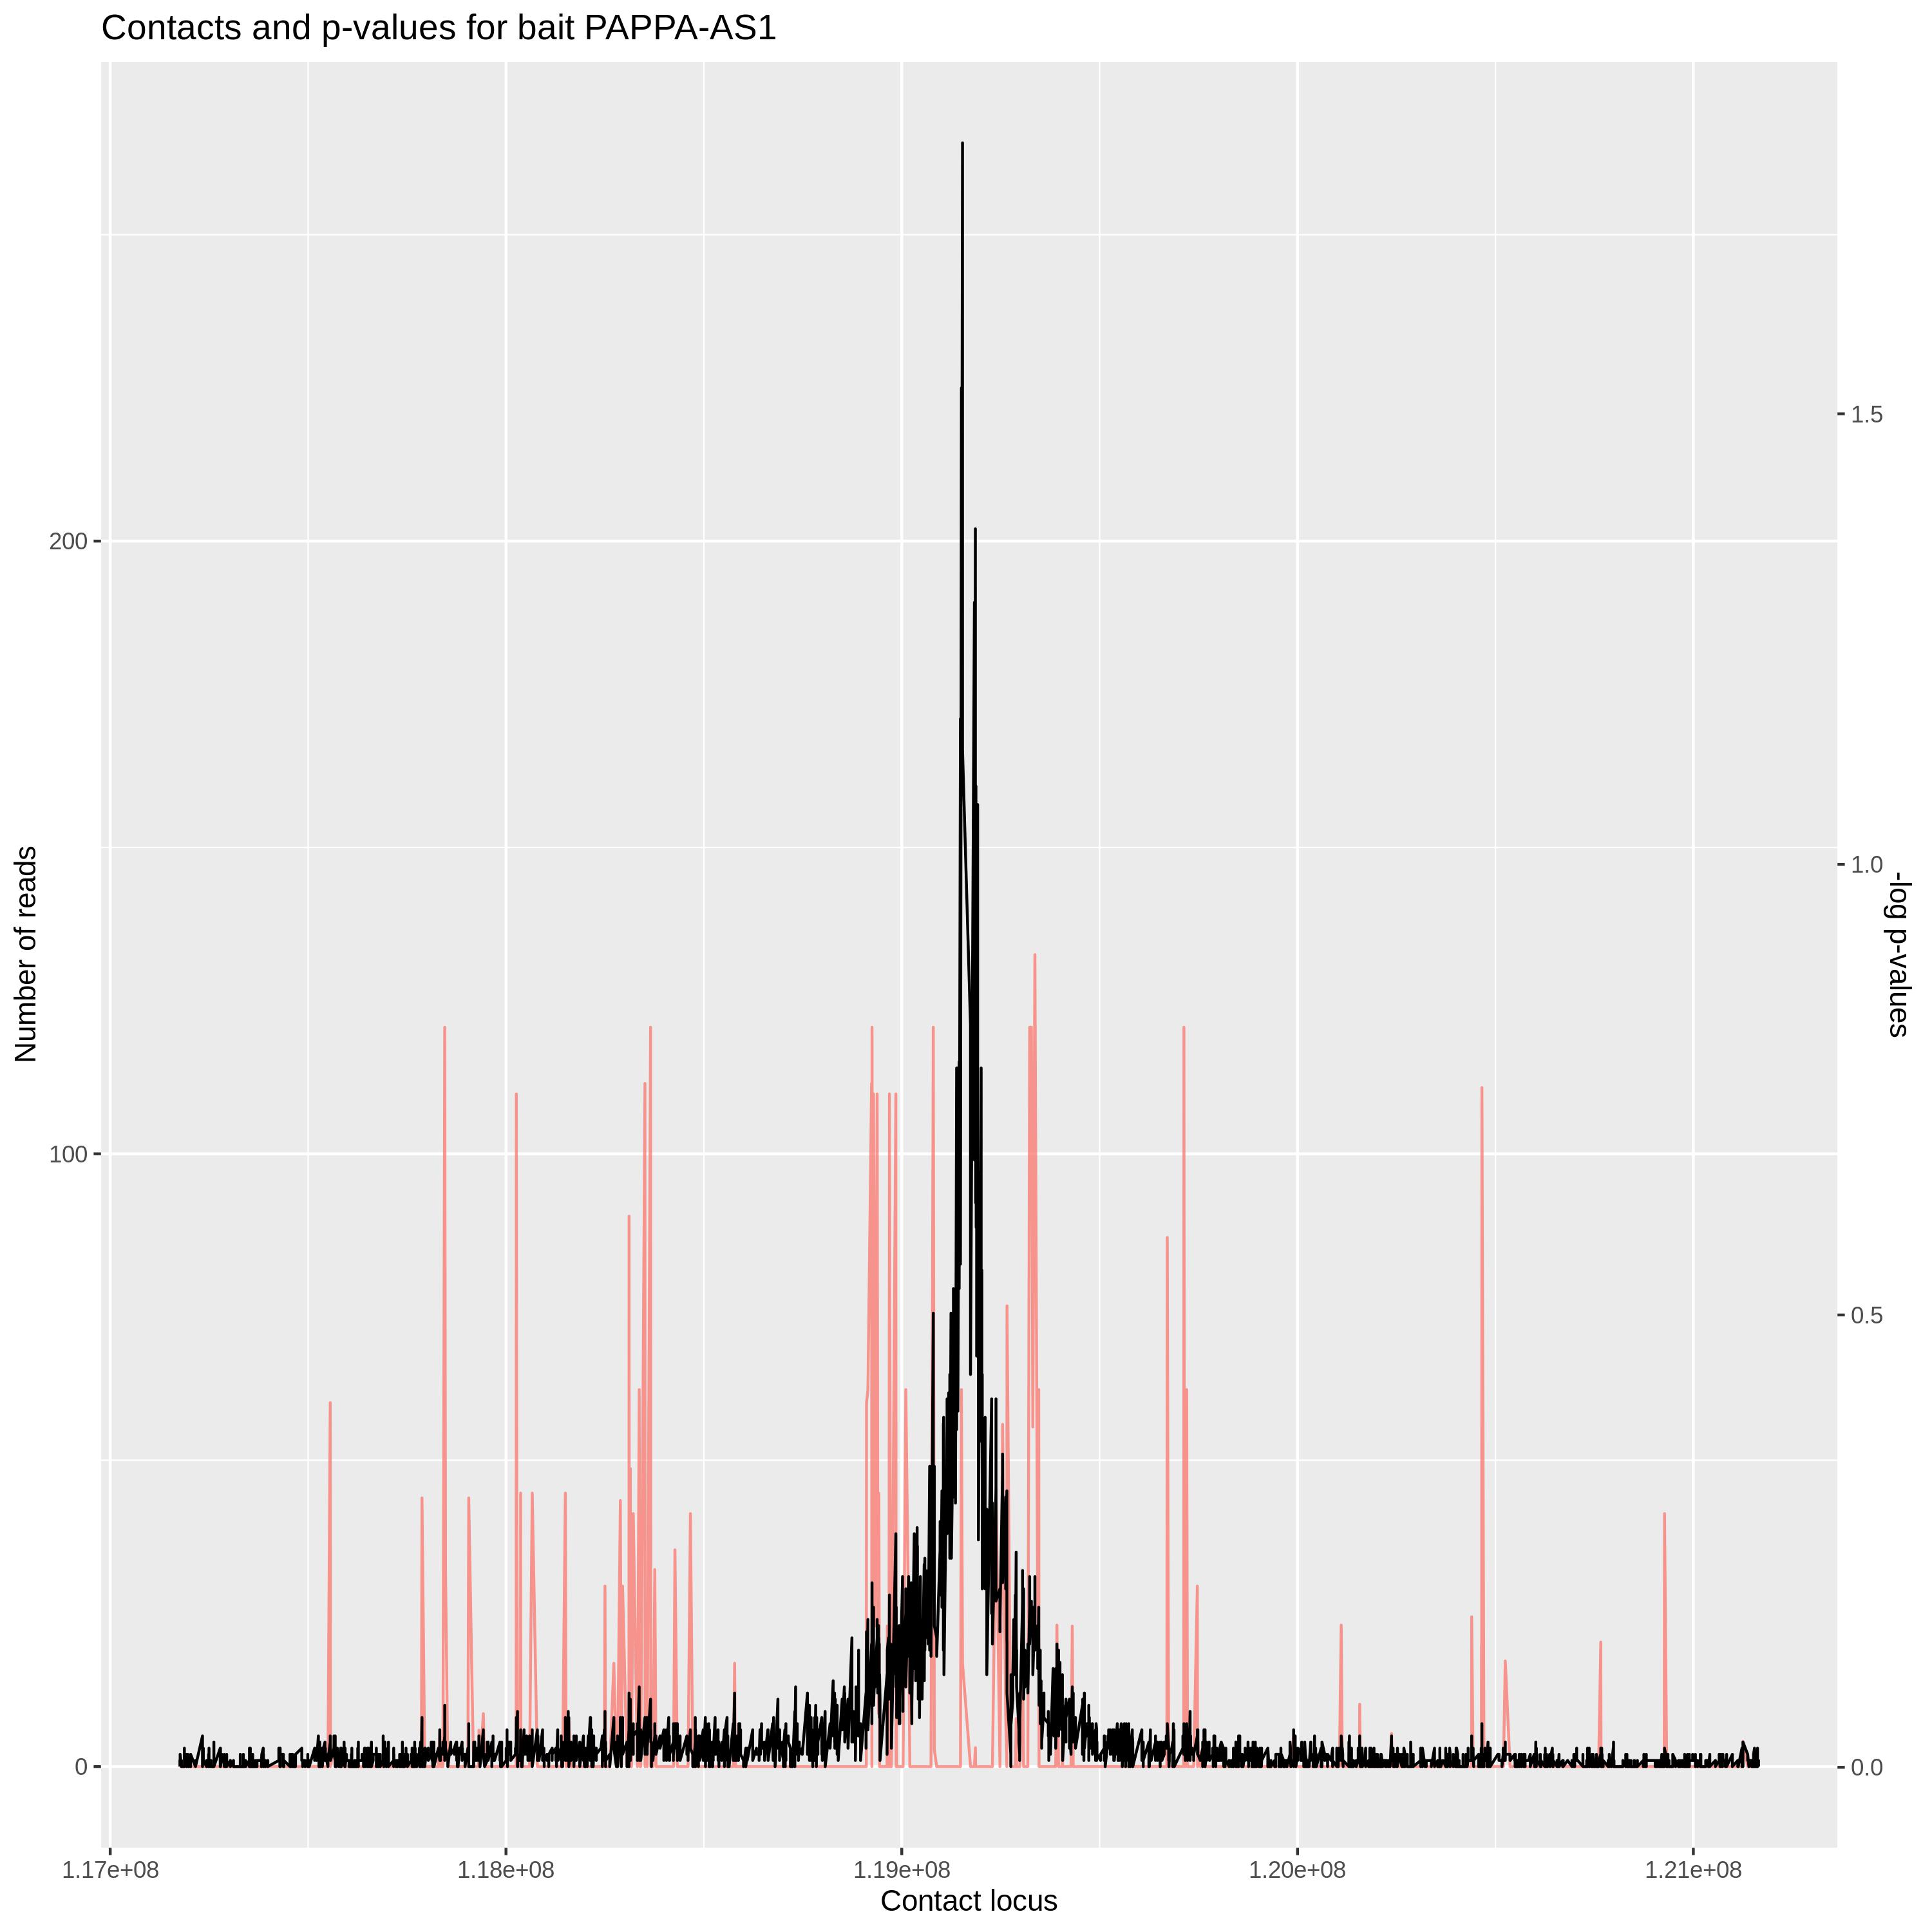 Contacts and p-values for bait PAPPA-AS1
Number of reads
200
100
0
1.5
1.0
0.5
0.0
-log p-values
1.17e+08 1.18e+08 1.19e+08 1.20e+08 1.21e+08
Contact locus